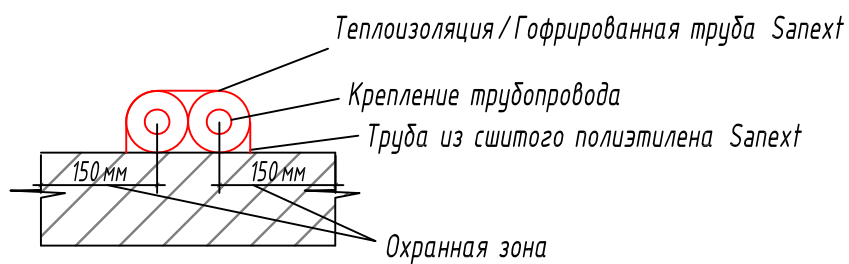 Теплоизоляция/Гофрированная труба Sanext
Крепление трубопровода
Труба из сшитого полиэтилена Sanext
150 мм 150 мм
Охранная зона